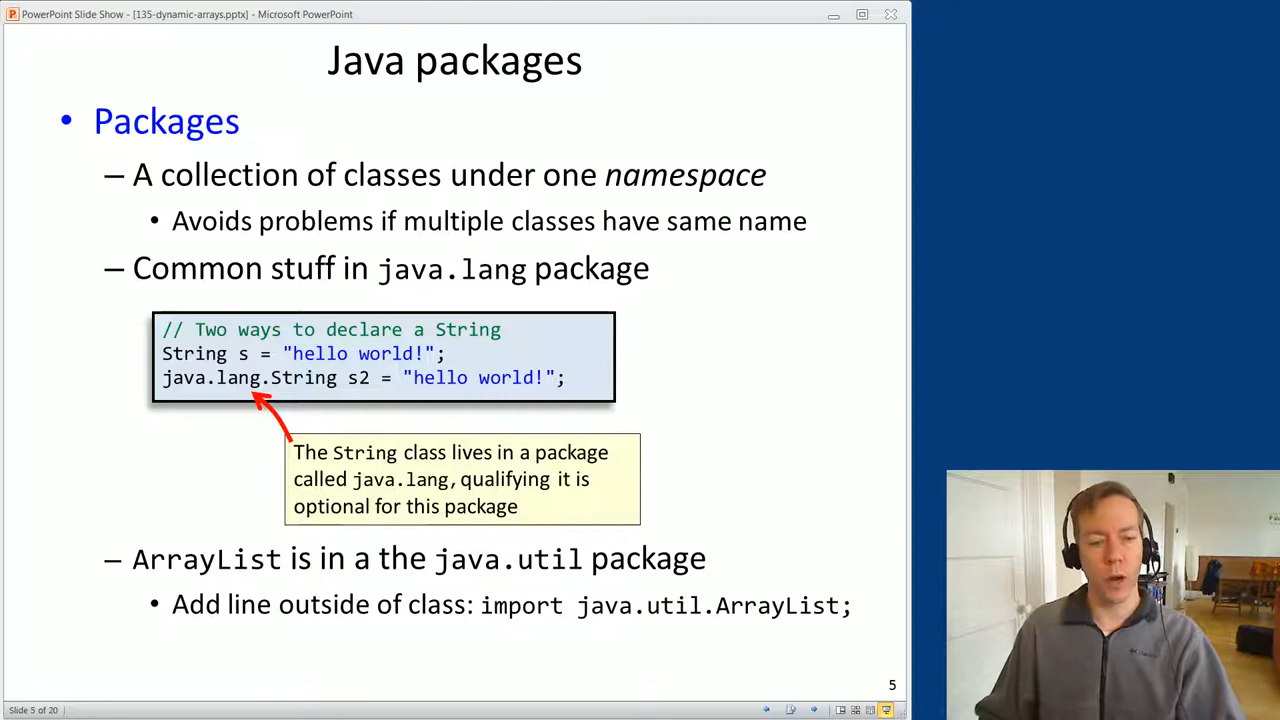 PowerPoint Slide Show - [135-dynamic-arrays.pptx] - Microsoft PowerPoint
Java packages
• Packages
– A collection of classes under one namespace
• Avoids problems if multiple classes have same name
– Common stuff in java.lang package
// Two ways to declare a String
String s = "hello world!";
java.lang.String s2 = "hello world!";
The String class lives in a package
called java.lang, qualifying it is
optional for this package
– ArrayList is in a the java.util package
• Add line outside of class: import java.util.ArrayList;
5
Slide 5 of 20